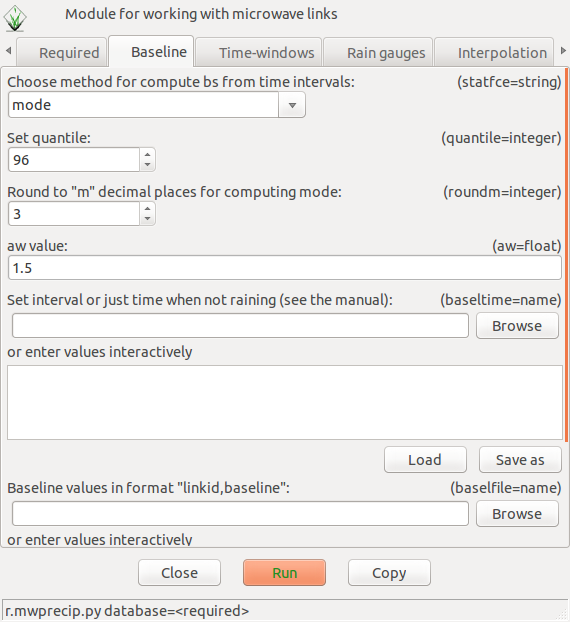 Module for working with microwave links
Required Baseline Time-windows Rain gauges Interpolation
Choose method for compute bs from time intervals: (statfce=string)
mode
Set quantile: (quantile=integer)
96
Round to "m" decimal places for computing mode: (roundm=integer)
3
aw value: (aw=float)
1.5
Set interval or just time when not raining (see the manual): (baseltime=name)
Browse
or enter values interactively
Load Save as
Baseline values in format "linkid,baseline": (baselfile=name)
Browse
or enter values interactively
Close Run Copy
r.mwprecip.py database=<required>